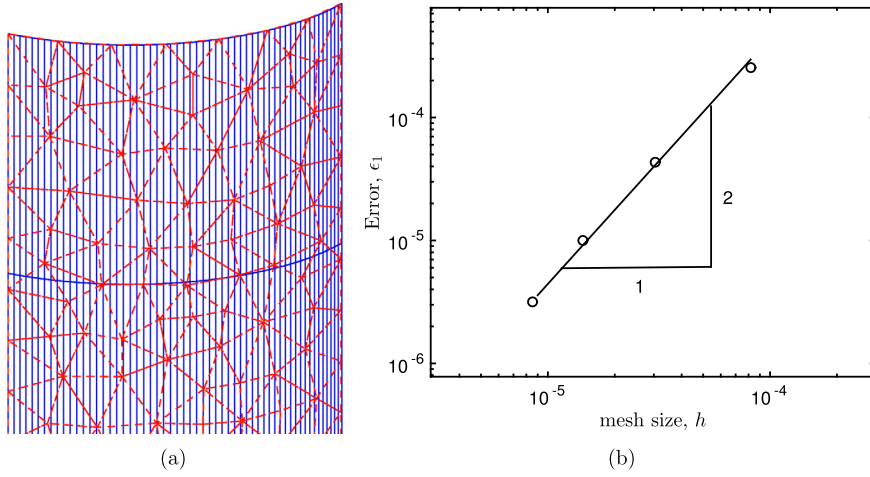 10^-4
10^-5
10^-6
Error, ϵ₁
2
1
10^-5
10^-4
mesh size, h
(a)
(b)